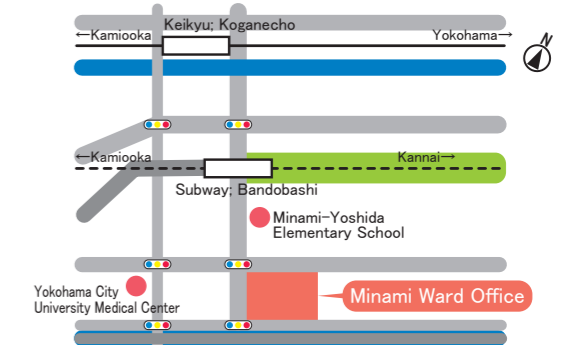 Keikyu; Koganecho
←Kamiooka
Yokohama→
N
←Kamiooka
Kannai→
Subway; Bandobashi
Minami-Yoshida
Elementary School
Yokohama City
University Medical Center
Minami Ward Office